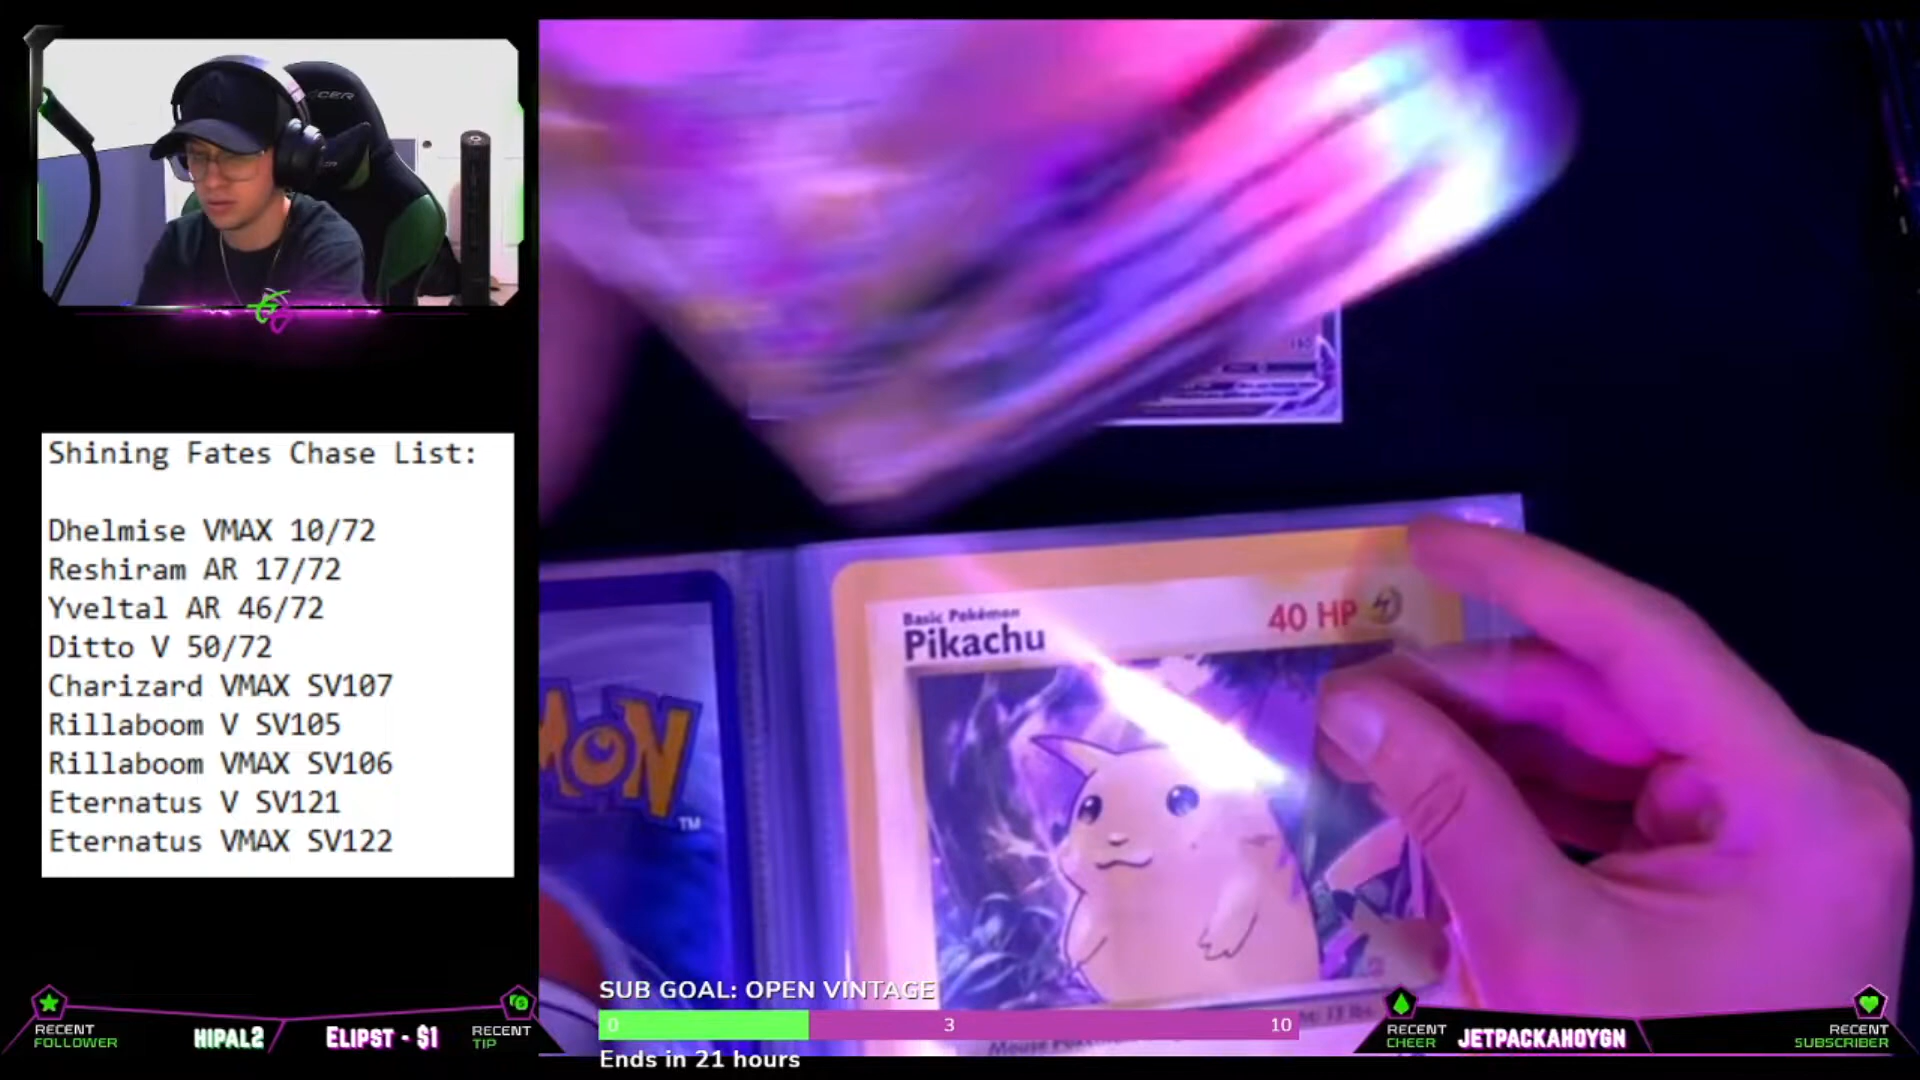 Shining Fates Chase List:
Dhelmise VMAX 10/72
Reshiram AR 17/72
Yveltal AR 46/72
Ditto V 50/72
Charizard VMAX SV107
Rillaboom V SV105
Rillaboom VMAX SV106
Eternatus V SV121
Eternatus VMAX SV122
Basic Pokémon
Pikachu 40 HP
MON
TM
SUB GOAL: OPEN VINTAGE
0 3 10
Ends in 21 hours
RECENT FOLLOWER
HIPAL2
ELIPST - $1
RECENT TIP
RECENT CHEER
JETPACKAHOYGN
RECENT SUBSCRIBER